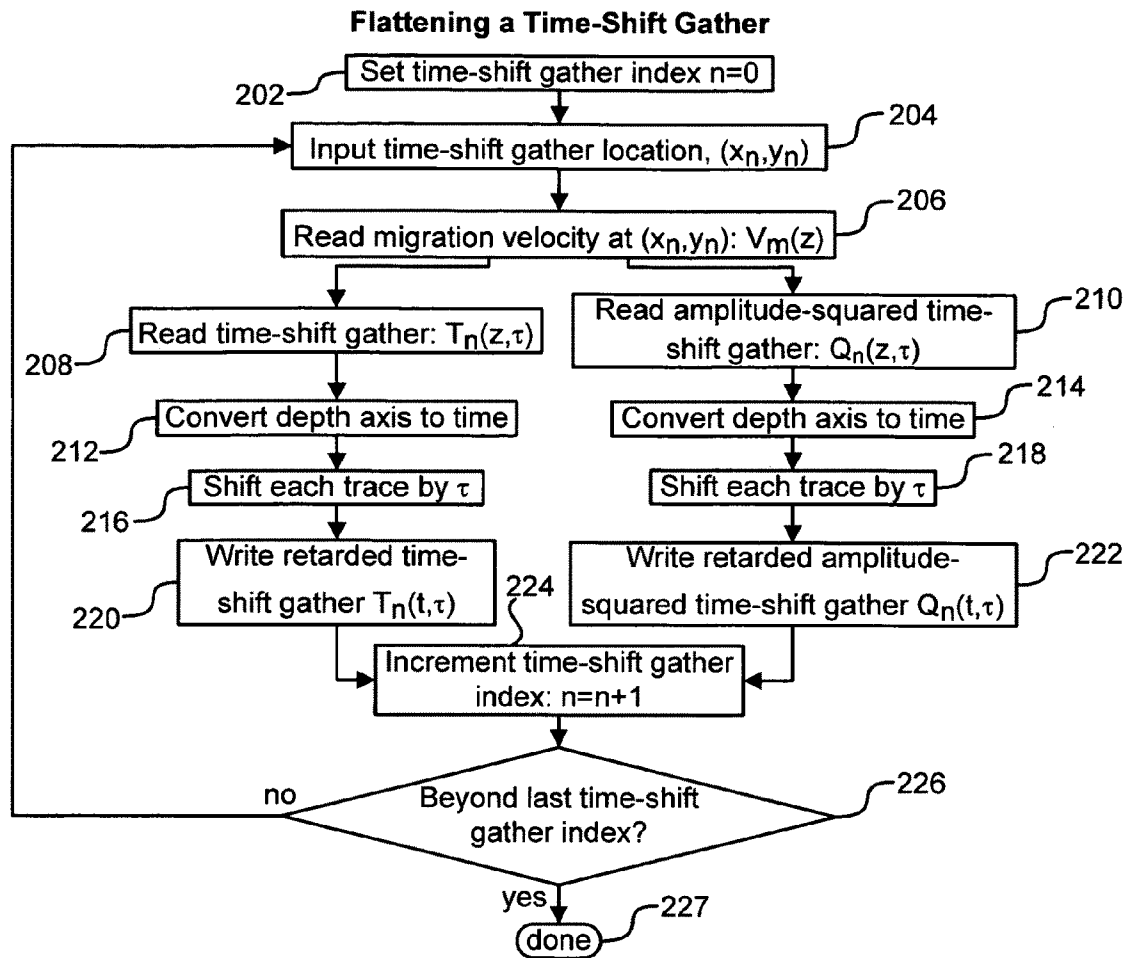 Flattening a Time-Shift Gather
Set time-shift gather index n=0
202
204
Input time-shift gather location, (xn,yn)
206
Read migration velocity at (xn,yn): Vm(z)
210
Read time-shift gather: Tn(z,τ)
208
Read amplitude-squared time-
shift gather: Qn(z,τ)
214
Convert depth axis to time
212
Convert depth axis to time
218
Shift each trace by τ
216
Shift each trace by τ
222
Write retarded time-
shift gather Tn(t,τ)
220
224
Write retarded amplitude-
squared time-shift gather Qn(t,τ)
Increment time-shift gather
index: n=n+1
no
Beyond last time-shift
gather index?
226
yes
227
done